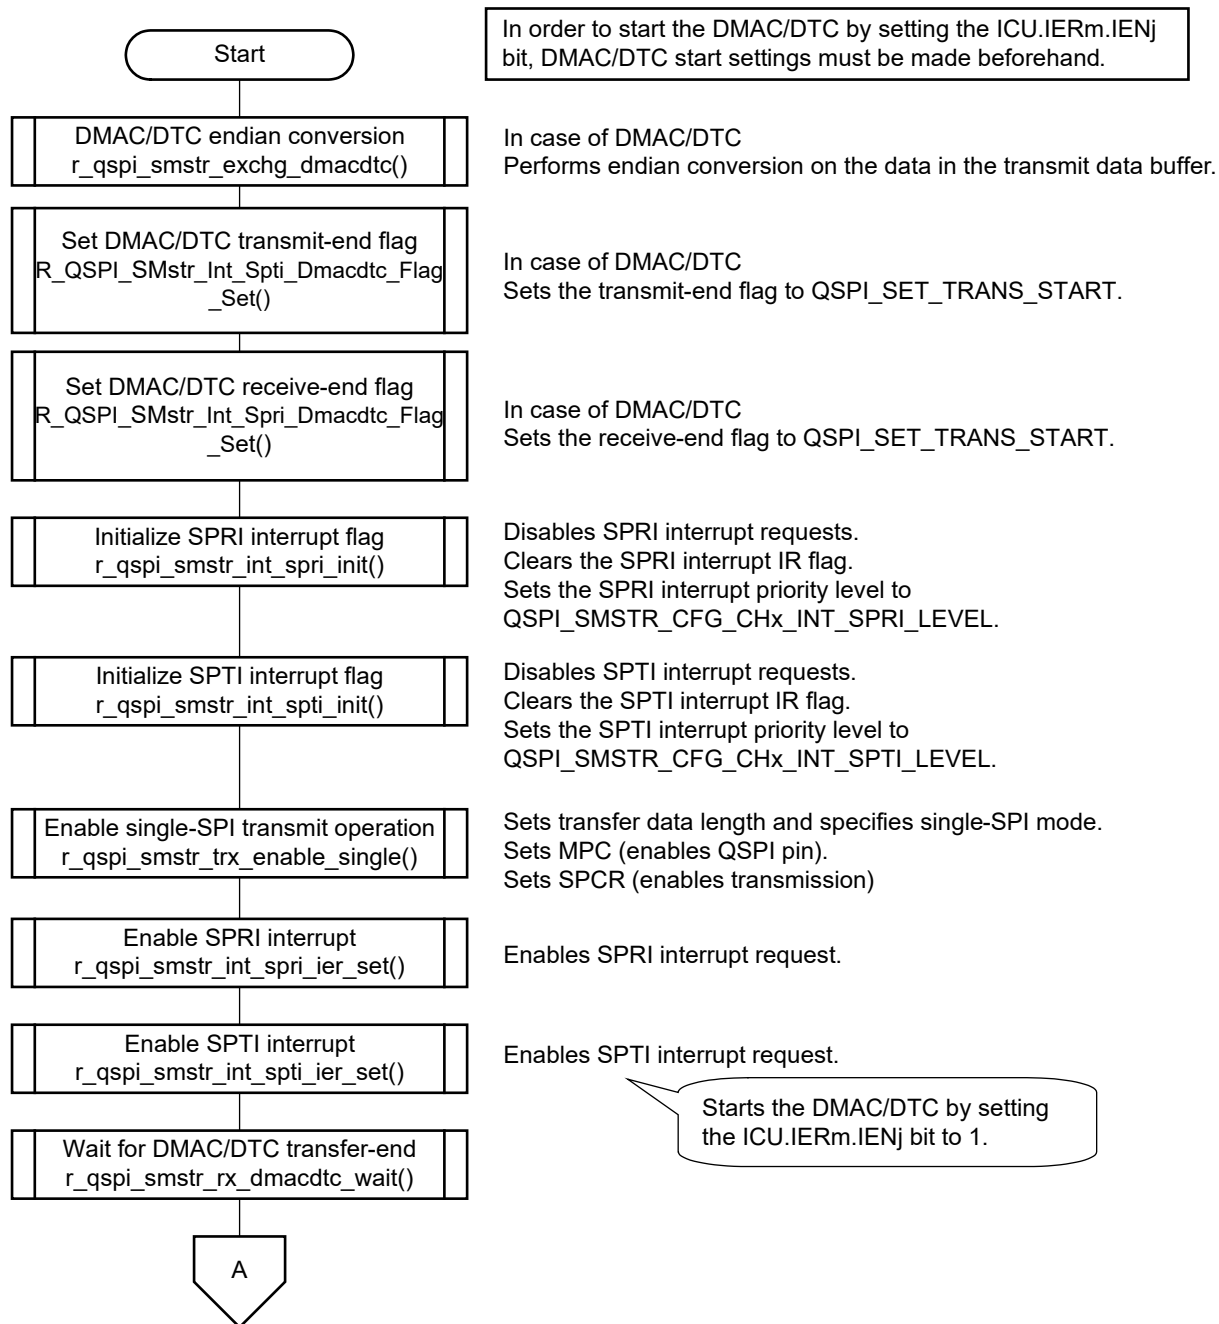 Start
In order to start the DMAC/DTC by setting the ICU.IERm.IENj
bit, DMAC/DTC start settings must be made beforehand.
DMAC/DTC endian conversion
r_qspi_smstr_exchg_dmacdtc()
In case of DMAC/DTC
Performs endian conversion on the data in the transmit data buffer.
Set DMAC/DTC transmit-end flag
R_QSPI_SMstr_Int_Spti_Dmacdtc_Flag
_Set()
In case of DMAC/DTC
Sets the transmit-end flag to QSPI_SET_TRANS_START.
Set DMAC/DTC receive-end flag
R_QSPI_SMstr_Int_Spri_Dmacdtc_Flag
_Set()
In case of DMAC/DTC
Sets the receive-end flag to QSPI_SET_TRANS_START.
Initialize SPRI interrupt flag
r_qspi_smstr_int_spri_init()
Disables SPRI interrupt requests.
Clears the SPRI interrupt IR flag.
Sets the SPRI interrupt priority level to
QSPI_SMSTR_CFG_CHx_INT_SPRI_LEVEL.
Initialize SPTI interrupt flag
r_qspi_smstr_int_spti_init()
Disables SPTI interrupt requests.
Clears the SPTI interrupt IR flag.
Sets the SPTI interrupt priority level to
QSPI_SMSTR_CFG_CHx_INT_SPTI_LEVEL.
Enable single-SPI transmit operation
r_qspi_smstr_trx_enable_single()
Sets transfer data length and specifies single-SPI mode.
Sets MPC (enables QSPI pin).
Sets SPCR (enables transmission)
Enable SPRI interrupt
r_qspi_smstr_int_spri_ier_set()
Enables SPRI interrupt request.
Enable SPTI interrupt
r_qspi_smstr_int_spti_ier_set()
Enables SPTI interrupt request.
Starts the DMAC/DTC by setting
the ICU.IERm.IENj bit to 1.
Wait for DMAC/DTC transfer-end
r_qspi_smstr_rx_dmacdtc_wait()
A